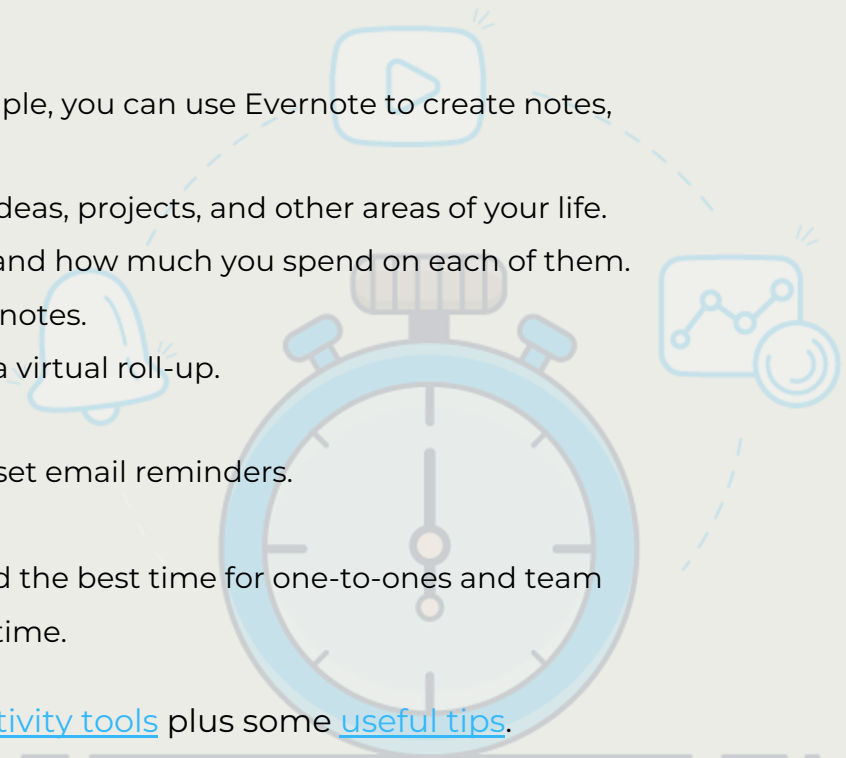 ple, you can use Evernote to create notes,
deas, projects, and other areas of your life.
and how much you spend on each of them.
notes.
a virtual roll-up.
set email reminders.
d the best time for one-to-ones and team
time.
tivity tools plus some useful tips.